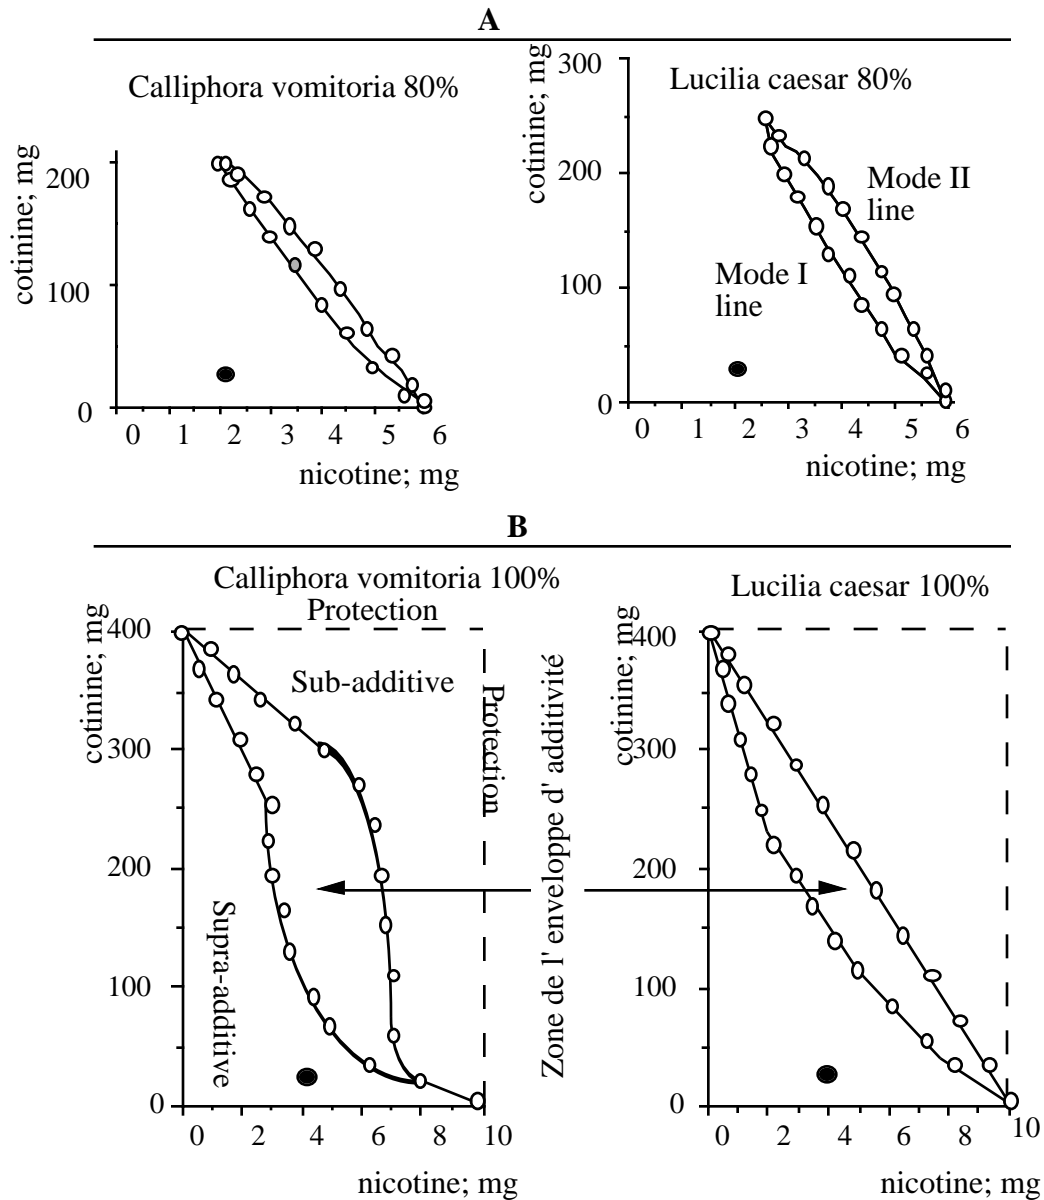 A
Calliphora vomitoria 80%
cotinine; mg
200
100
0
0 1 2 3 4 5 6
nicotine; mg
Lucilia caesar 80%
cotinine; mg
300
200
100
0
Mode II
line
Mode I
line
0 1 2 3 4 5 6
nicotine; mg
B
Calliphora vomitoria 100%
Protection
cotinine; mg
400
300
200
100
0
Sub-additive
Protection
Supra-additive
0 2 4 6 8 10
nicotine; mg
Zone de l' enveloppe d' additivité
Lucilia caesar 100%
cotinine; mg
400
300
200
100
0
0 2 4 6 8 10
nicotine; mg